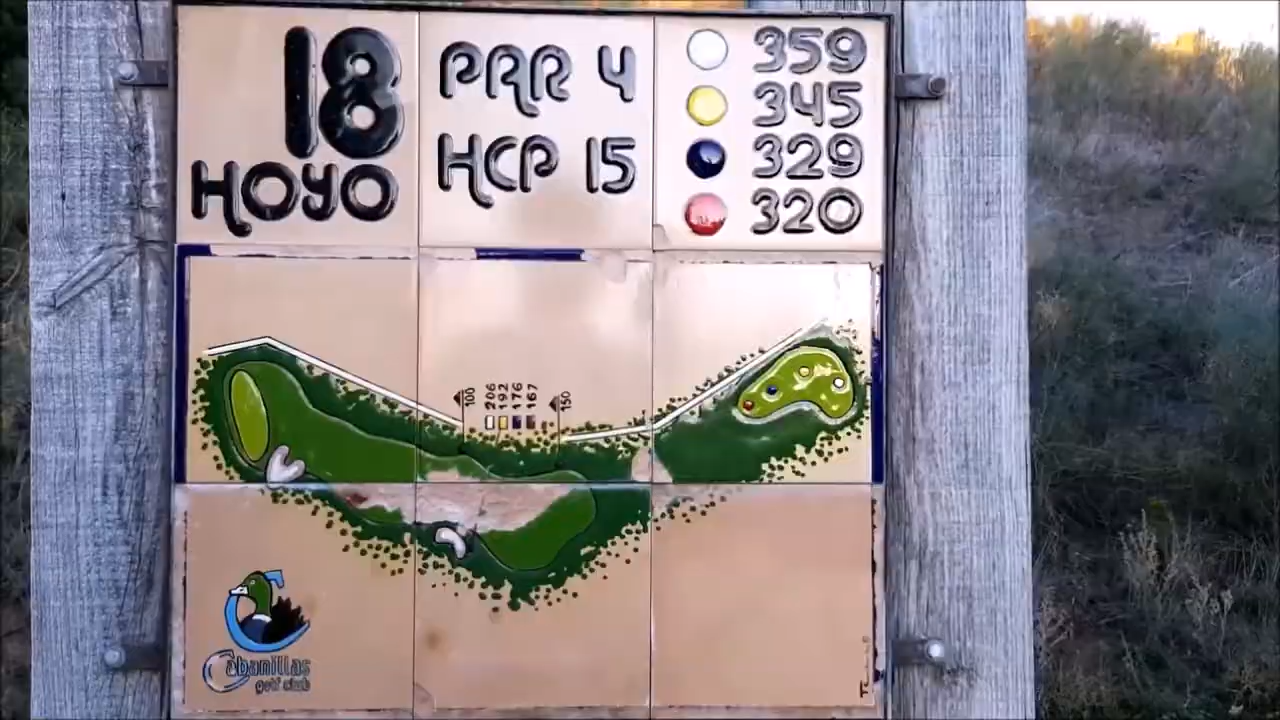 18
HOYO
PAR 4
HCP 15
359
345
329
320
100
206
192
176
167
150
Cabanillas
golf club